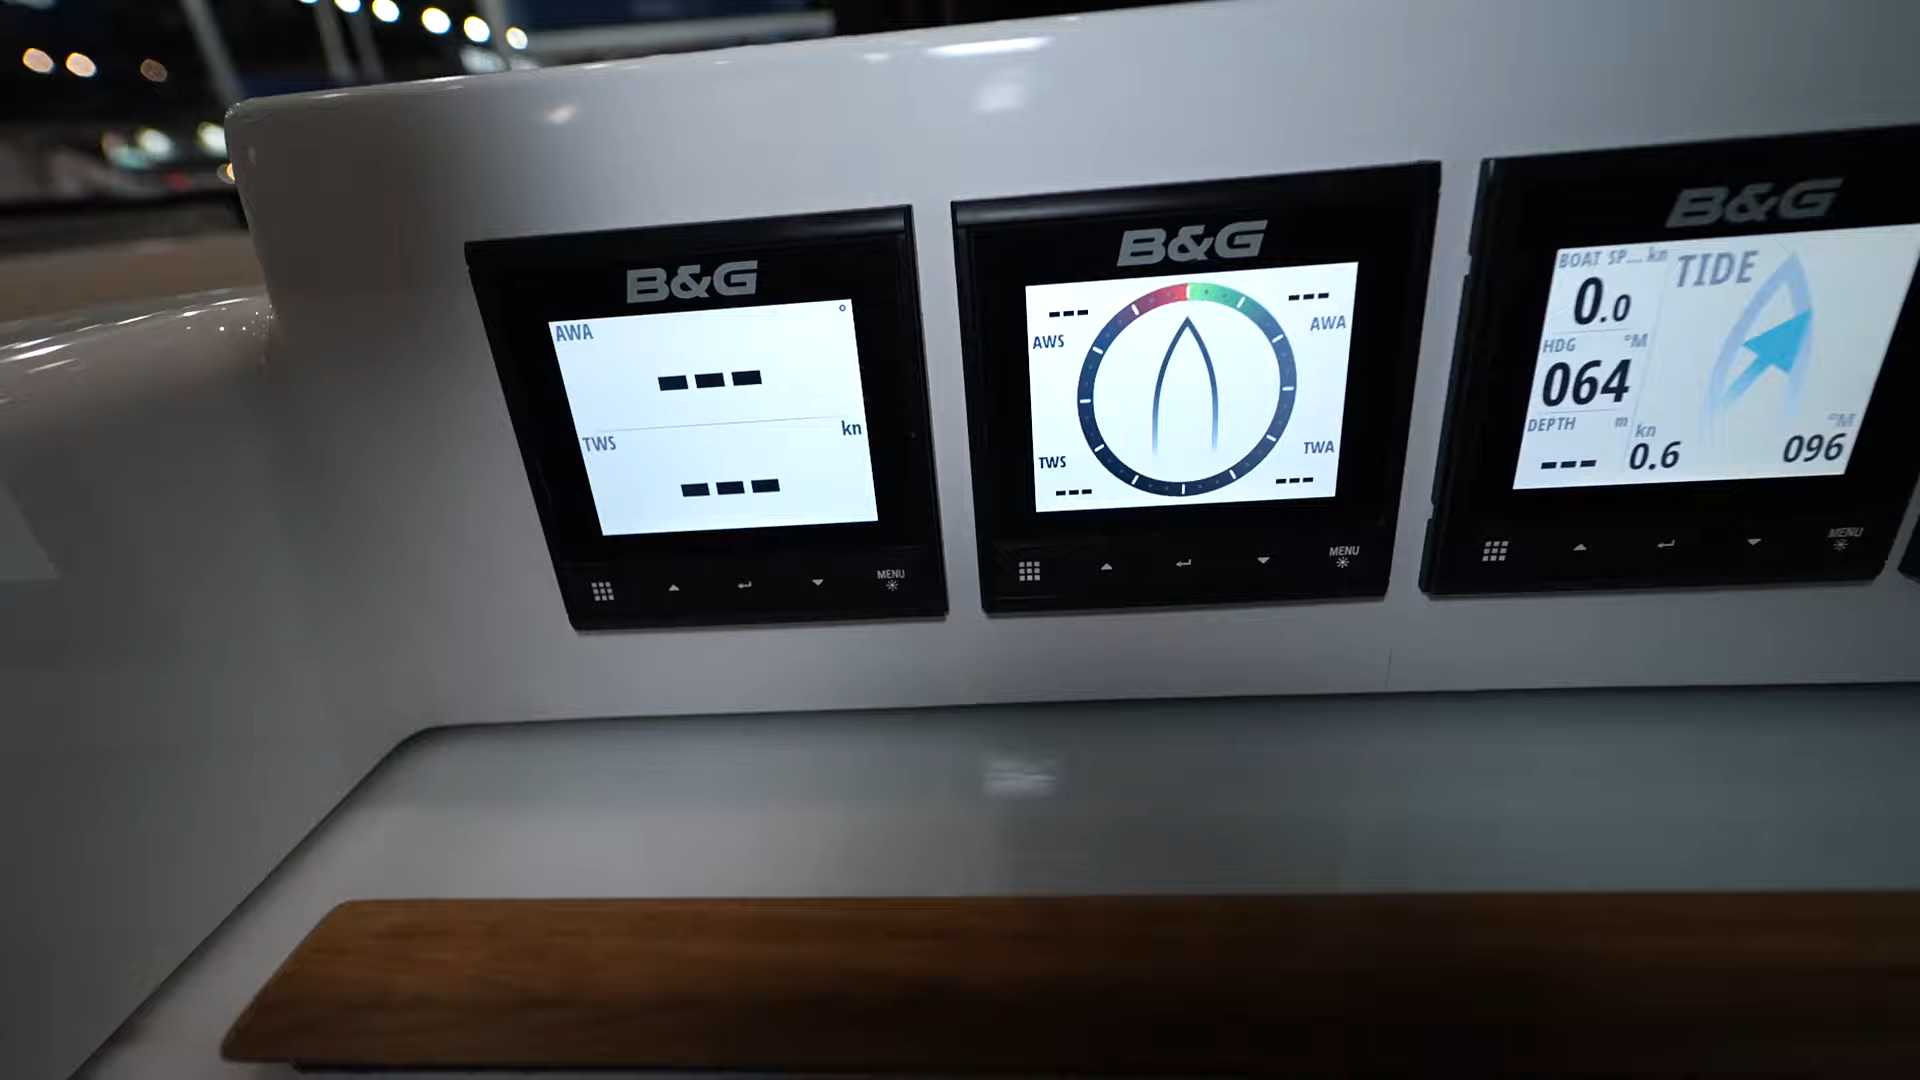 B&G
AWA °
---
TWS kn
---
MENU
B&G
---
AWS
---
AWA
TWS
---
TWA
---
MENU
B&G
BOAT SP... kn
0.0
HDG °M
064
DEPTH m
---
TIDE
kn
0.6
°M
096
MENU